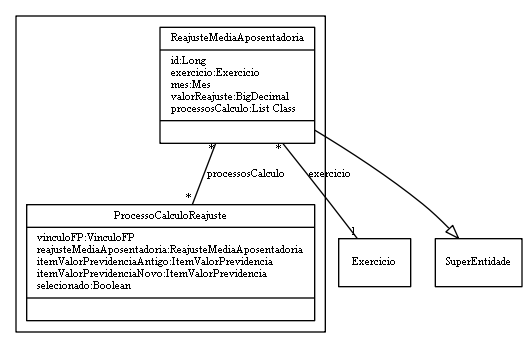 ReajusteMediaAposentadoria
id:Long
exercicio:Exercicio
mes:Mes
valorReajuste:BigDecimal
processosCalculo:List Class
*
*
processosCalculo
exercicio
*
1
ProcessoCalculoReajuste
vinculoFP:VinculoFP
reajusteMediaAposentadoria:ReajusteMediaAposentadoria
itemValorPrevidenciaAntigo:ItemValorPrevidencia
itemValorPrevidenciaNovo:ItemValorPrevidencia
selecionado:Boolean
Exercicio
SuperEntidade